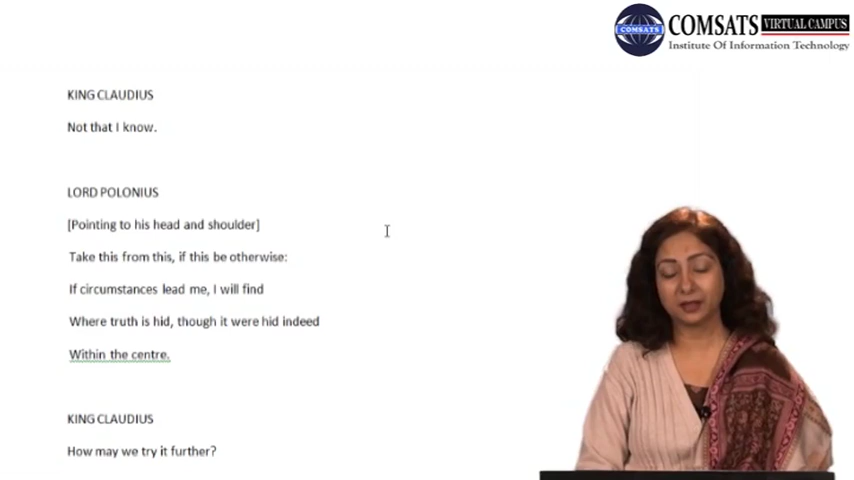 COMSATS VIRTUAL CAMPUS
COMSATS
Institute Of Information Technology
KING CLAUDIUS
Not that I know.
LORD POLONIUS
[Pointing to his head and shoulder]
Take this from this, if this be otherwise:
If circumstances lead me, I will find
Where truth is hid, though it were hid indeed
Within the centre.
KING CLAUDIUS
How may we try it further?